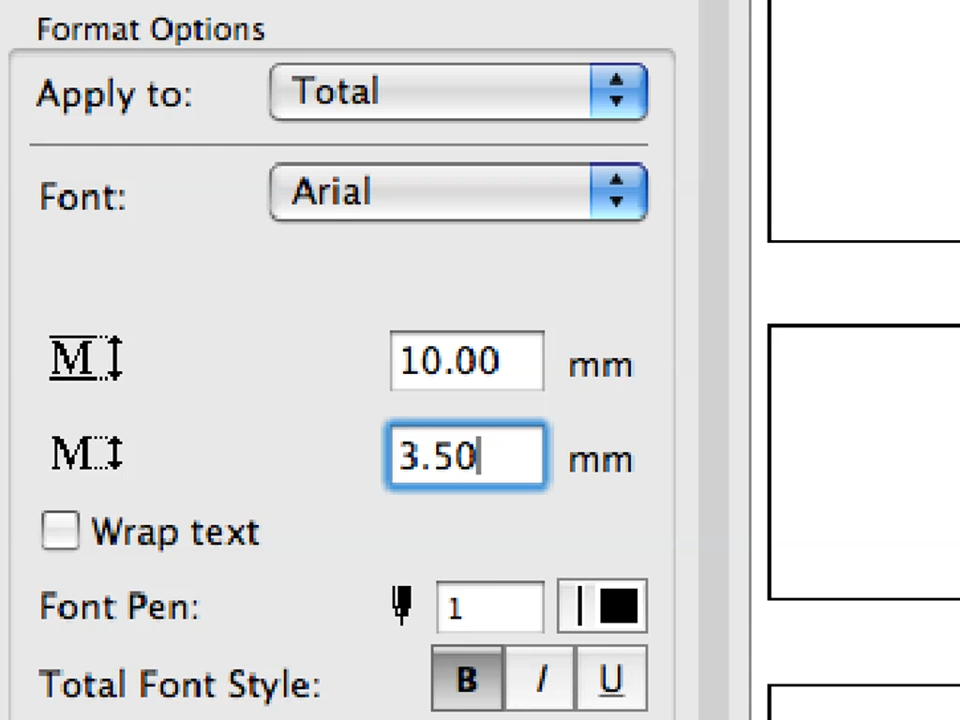 Format Options
Apply to: Total
Font: Arial
M 10.00 mm
M 3.50 mm
Wrap text
Font Pen: 1
Total Font Style: B I U